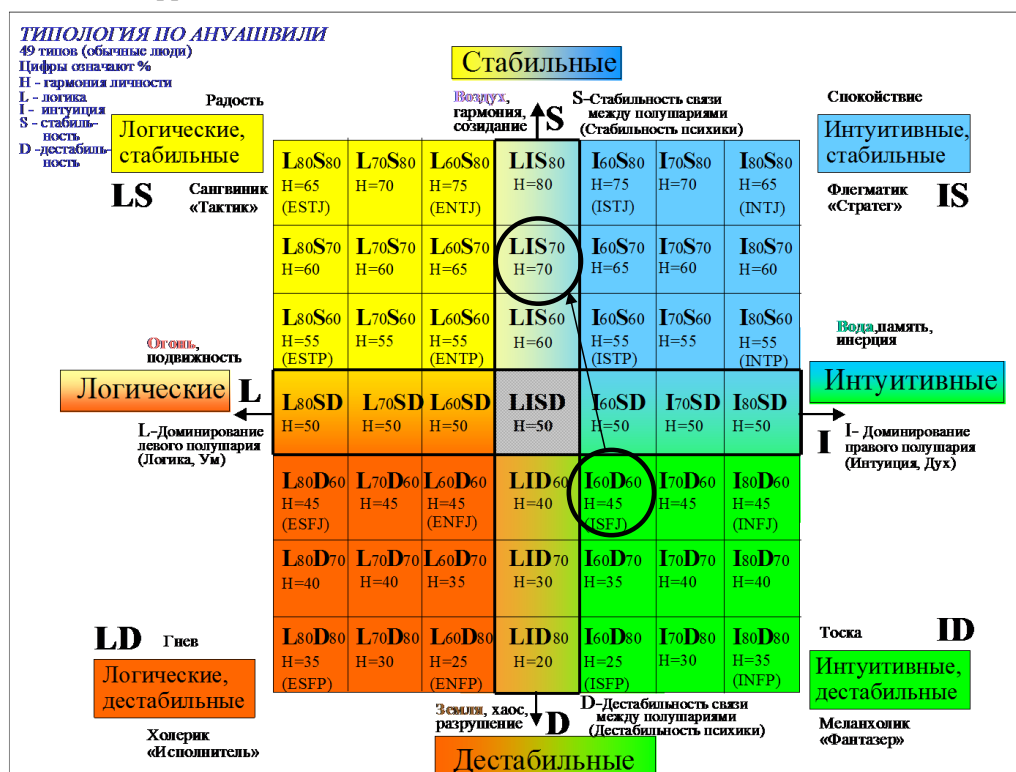 ТИПОЛОГИЯ ПО АНУАШВИЛИ
49 типов (обычные люди)
Цифры означают %
H - гармония личности
L - логика
I - интуиция
S - стабиль-
ность
D -дестабиль-
ность
Стабильные
Воздух,
гармония,
созидание
S
S-Стабильность связи
между полушариями
(Стабильность психики)
Радость
Логические,
стабильные
LS
Сангвиник
«Тактик»
Спокойствие
Интуитивные,
стабильные
Флегматик
«Стратег»
IS
L80S80 L70S80 L60S80 LIS80 I60S80 I70S80 I80S80
H=65 H=70 H=75 H=80 H=75 H=70 H=65
(ESTJ) (ENTJ) (ISTJ) (INTJ)
L80S70 L70S70 L60S70 LIS70 I60S70 I70S70 I80S70
H=60 H=60 H=65 H=70 H=65 H=60 H=60
L80S60 L70S60 L60S60 LIS60 I60S60 I70S60 I80S60
H=55 H=55 H=55 H=60 H=55 H=55 H=55
(ESTP) (ENTP) (ISTP) (INTP)
Огонь,
подвижность
Логические
L
L-Доминирование
левого полушария
(Логика, Ум)
Вода,память,
инерция
Интуитивные
I
I- Доминирование
правого полушария
(Интуиция, Дух)
L80SD L70SD L60SD LISD I60SD I70SD I80SD
H=50 H=50 H=50 H=50 H=50 H=50 H=50
L80D60 L70D60 L60D60 LID60 I60D60 I70D60 I80D60
H=45 H=45 H=45 H=40 H=45 H=45 H=45
(ESFJ) (ENFJ) (ISFJ) (INFJ)
L80D70 L70D70 L60D70 LID70 I60D70 I70D70 I80D70
H=40 H=40 H=35 H=30 H=35 H=40 H=40
L80D80 L70D80 L60D80 LID80 I60D80 I70D80 I80D80
H=35 H=30 H=25 H=20 H=25 H=30 H=35
(ESFP) (ENFP) (ISFP) (INFP)
LD
Гнев
Логические,
дестабильные
Холерик
«Исполнитель»
Тоска
ID
Интуитивные,
дестабильные
Меланхолик
«Фантазер»
Земля, хаос,
разрушение
D
D-Дестабильность связи
между полушариями
(Дестабильность психики)
Дестабильные